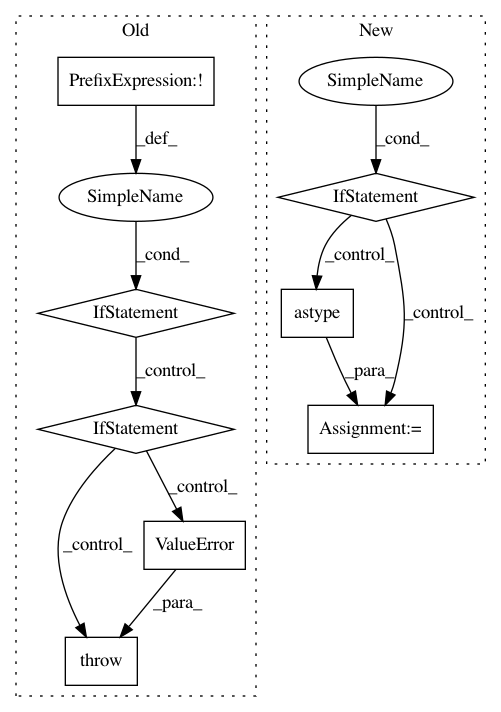 Old
New
PrefixExpression:!
SimpleName
_def_
_cond_
SimpleName
IfStatement
_cond_
_control_
_control_
IfStatement
astype
_control_
_para_
IfStatement
Assignment:=
_control_
_control_
ValueError
_para_
throw